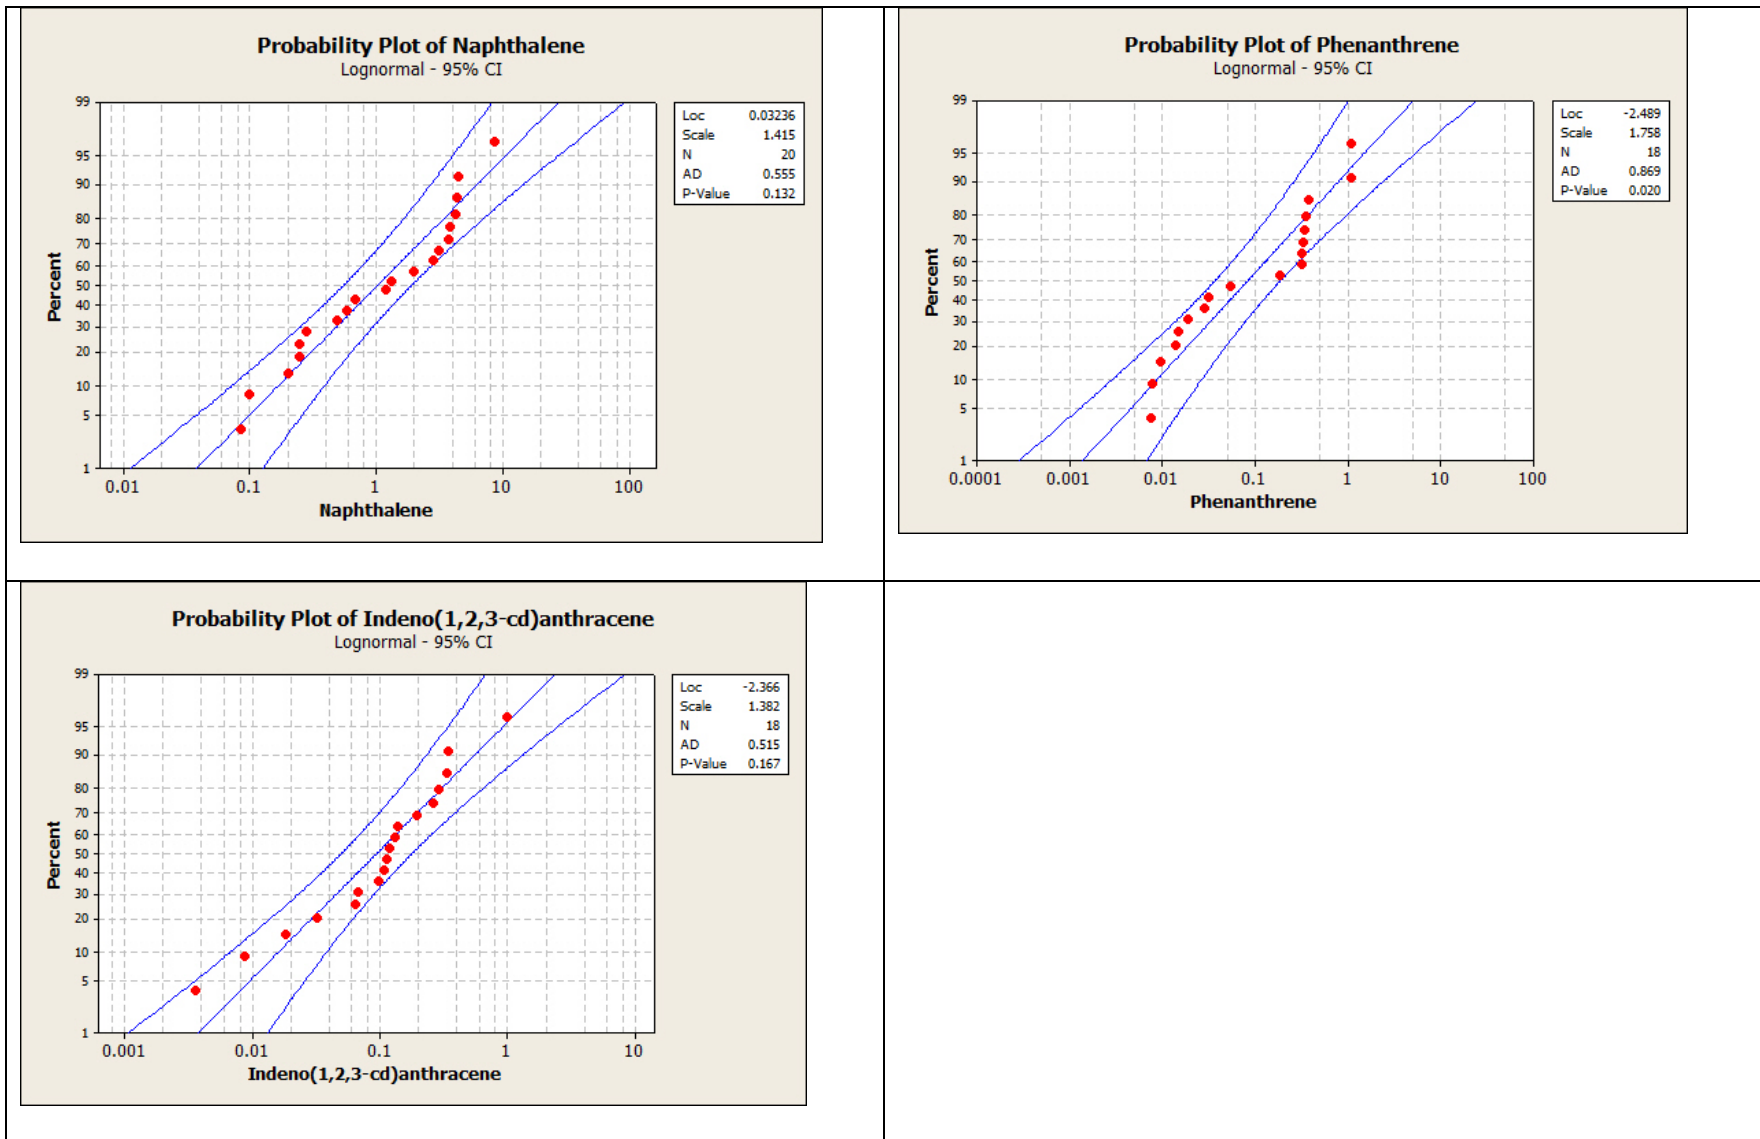 Probability Plot of Naphthalene
Lognormal - 95% CI
99
95
90
80
70
60
50
40
30
20
10
5
1
Percent
0.01 0.1 1 10 100
Naphthalene
Loc 0.03236
Scale 1.415
N 20
AD 0.555
P-Value 0.132
Probability Plot of Phenanthrene
Lognormal - 95% CI
99
95
90
80
70
60
50
40
30
20
10
5
1
Percent
0.0001 0.001 0.01 0.1 1 10 100
Phenanthrene
Loc -2.489
Scale 1.758
N 18
AD 0.869
P-Value 0.020
Probability Plot of Indeno(1,2,3-cd)anthracene
Lognormal - 95% CI
99
95
90
80
70
60
50
40
30
20
10
5
1
Percent
0.001 0.01 0.1 1 10
Indeno(1,2,3-cd)anthracene
Loc -2.366
Scale 1.382
N 18
AD 0.515
P-Value 0.167